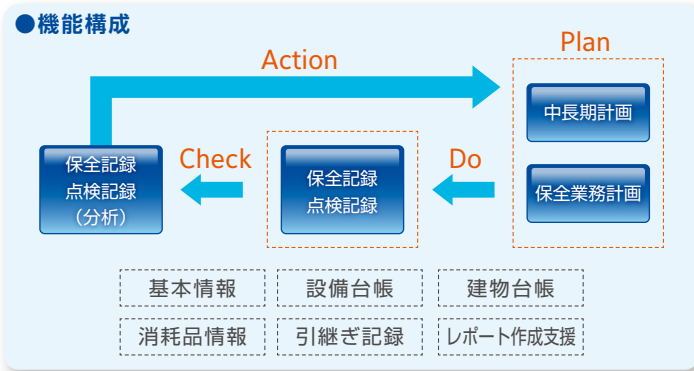 ●機能構成
Action
Plan
中長期計画
保全業務計画
Do
保全記録
点検記録
Check
保全記録
点検記録
（分析）
基本情報
設備台帳
建物台帳
消耗品情報
引継ぎ記録
レポート作成支援